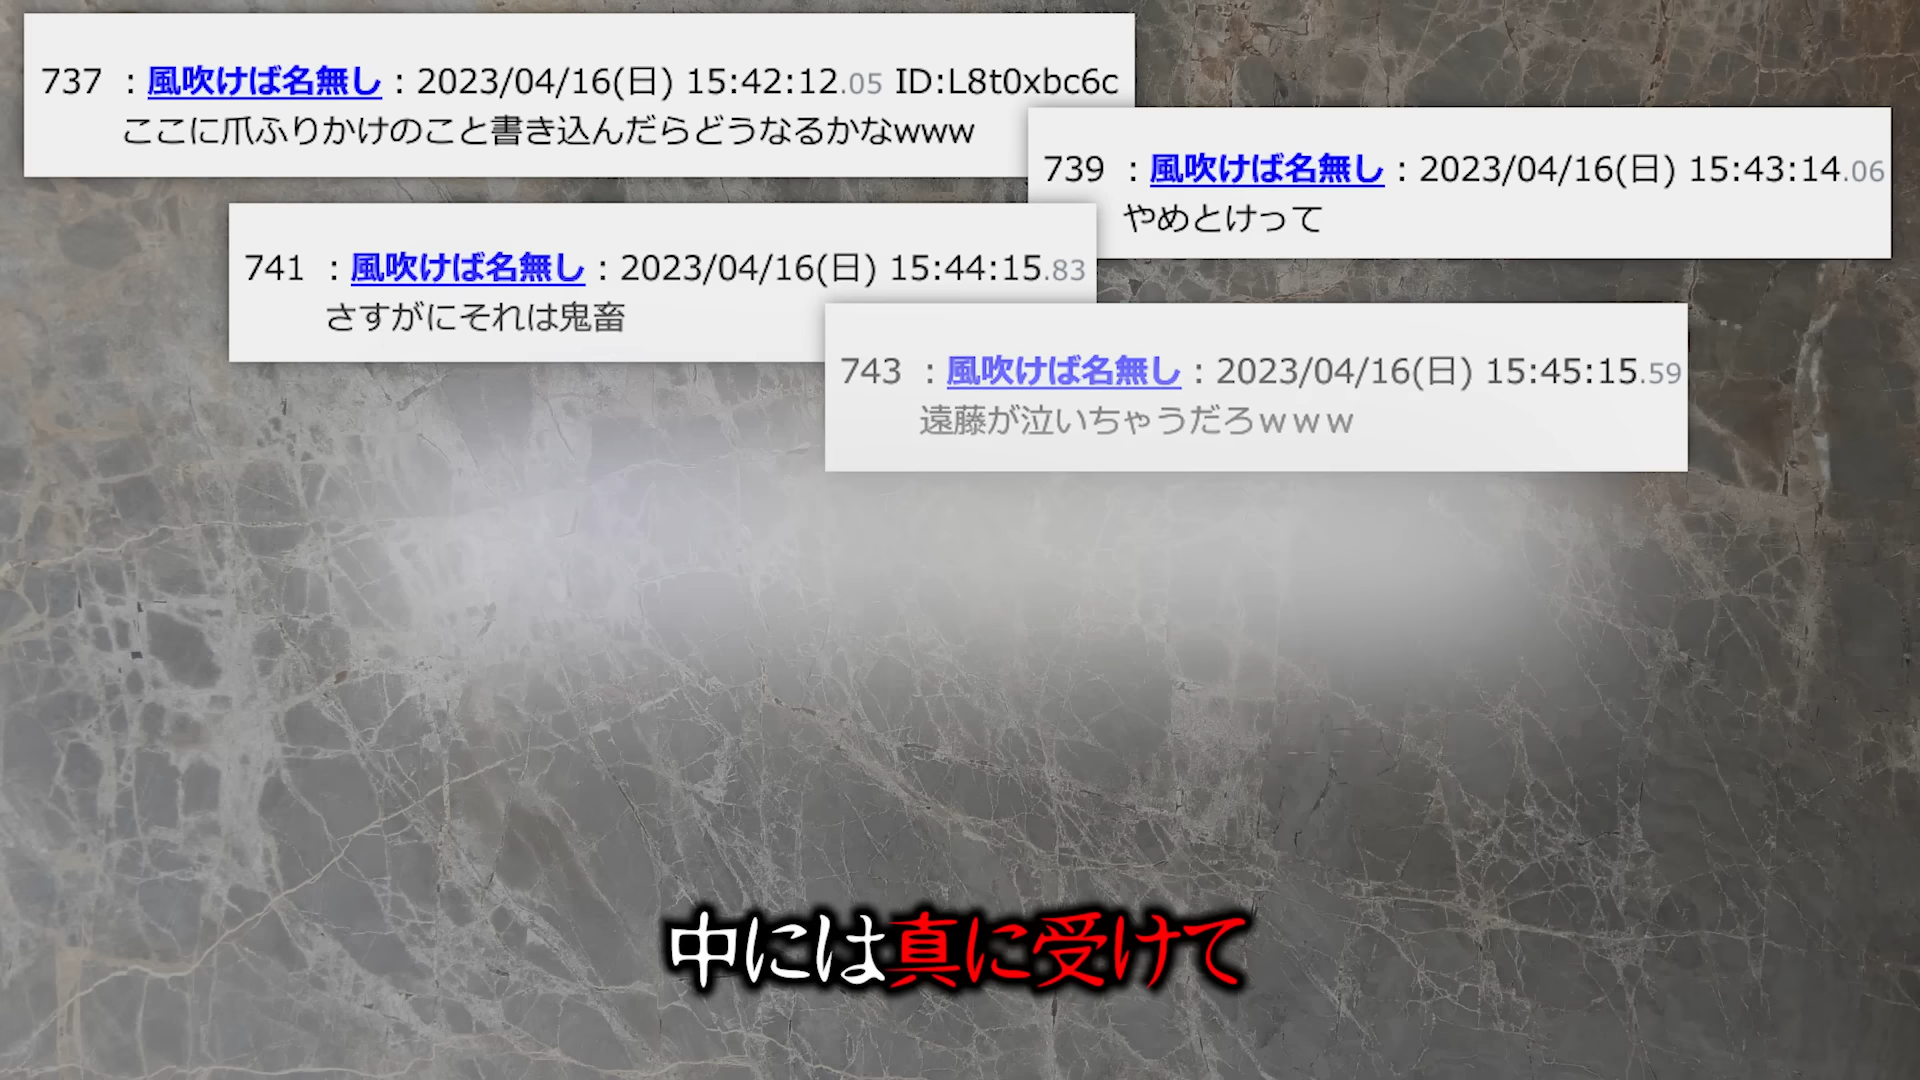 737 ：風吹けば名無し：2023/04/16(日) 15:42:12.05 ID:L8t0xbc6c
ここに爪ふりかけのこと書き込んだらどうなるかなwww
739 ：風吹けば名無し：2023/04/16(日) 15:43:14.06
やめとけって
741 ：風吹けば名無し：2023/04/16(日) 15:44:15.83
さすがにそれは鬼畜
743 ：風吹けば名無し：2023/04/16(日) 15:45:15.59
遠藤が泣いちゃうだろｗｗｗ
中には真に受けて